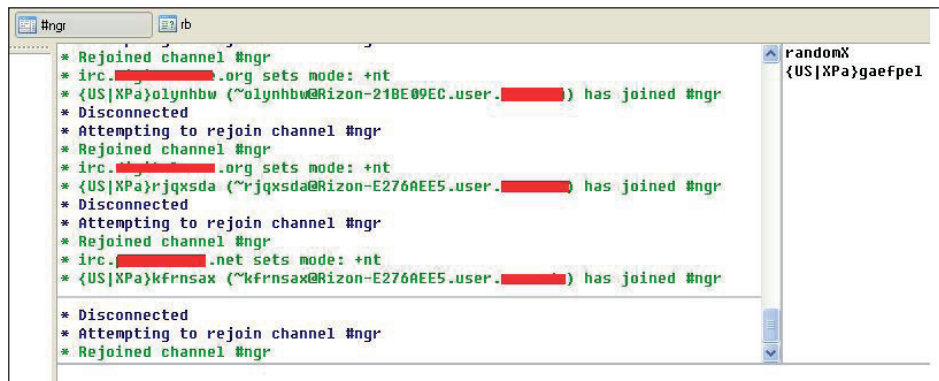 #ngr
rb
* Rejoined channel #ngr
* irc. .org sets mode: +nt
* {US|XPa}olynhbw (~olynhbw@Rizon-21BE09EC.user. ) has joined #ngr
* Disconnected
* Attempting to rejoin channel #ngr
* Rejoined channel #ngr
* irc. .org sets mode: +nt
* {US|XPa}rjqxsda (~rjqxsda@Rizon-E276AEE5.user. ) has joined #ngr
* Disconnected
* Attempting to rejoin channel #ngr
* Rejoined channel #ngr
* irc. .net sets mode: +nt
* {US|XPa}kfrnsax (~kfrnsax@Rizon-E276AEE5.user. ) has joined #ngr
* Disconnected
* Attempting to rejoin channel #ngr
* Rejoined channel #ngr
randomX
{US|XPa}gaefpel